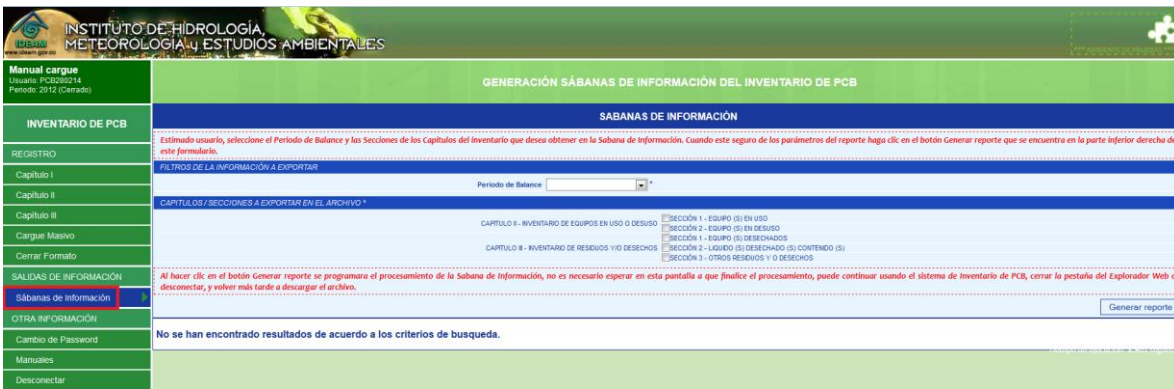 INSTITUTO DE HIDROLOGÍA,
METEOROLOGÍA y ESTUDIOS AMBIENTALES
IDEAM
www.ideam.gov.co
Manual cargue
Usuario: PCB280214
Periodo: 2012 (Cerrado)
GENERACIÓN SÁBANAS DE INFORMACIÓN DEL INVENTARIO DE PCB
INVENTARIO DE PCB
REGISTRO
Capítulo I
Capítulo II
Capítulo III
Cargue Masivo
Cerrar Formato
SALIDAS DE INFORMACIÓN
Sábanas de Información
OTRA INFORMACIÓN
Cambio de Password
Manuales
Desconectar
SABANAS DE INFORMACIÓN
Estimado usuario, seleccione el Periodo de Balance y las Secciones de los Capitulos del inventario que desea obtener en la Sabana de Información. Cuando este seguro de los parámetros del reporte haga clic en el botón Generar reporte que se encuentra en la parte inferior derecha de
este formulario.
FILTROS DE LA INFORMACIÓN A EXPORTAR
Periodo de Balance *
CAPITULOS / SECCIONES A EXPORTAR EN EL ARCHIVO *
CAPITULO II - INVENTARIO DE EQUIPOS EN USO O DESUSO
SECCIÓN 1 - EQUIPO (S) EN USO
SECCIÓN 2 - EQUIPO (S) EN DESUSO
CAPITULO III - INVENTARIO DE RESIDUOS Y/O DESECHOS
SECCIÓN 1 - EQUIPO (S) DESECHADOS
SECCIÓN 2 - LIQUIDO (S) DESECHADO (S) CONTENIDO (S)
SECCIÓN 3 - OTROS RESIDUOS Y O DESECHOS
Al hacer clic en el botón Generar reporte se programara el procesamiento de la Sabana de Información, no es necesario esperar en esta pantalla a que finalice el procesamiento, puede continuar usando el sistema de Inventario de PCB, cerrar la pestaña del Explorador Web o
desconectar, y volver más tarde a descargar el archivo.
Generar reporte
No se han encontrado resultados de acuerdo a los criterios de busqueda.